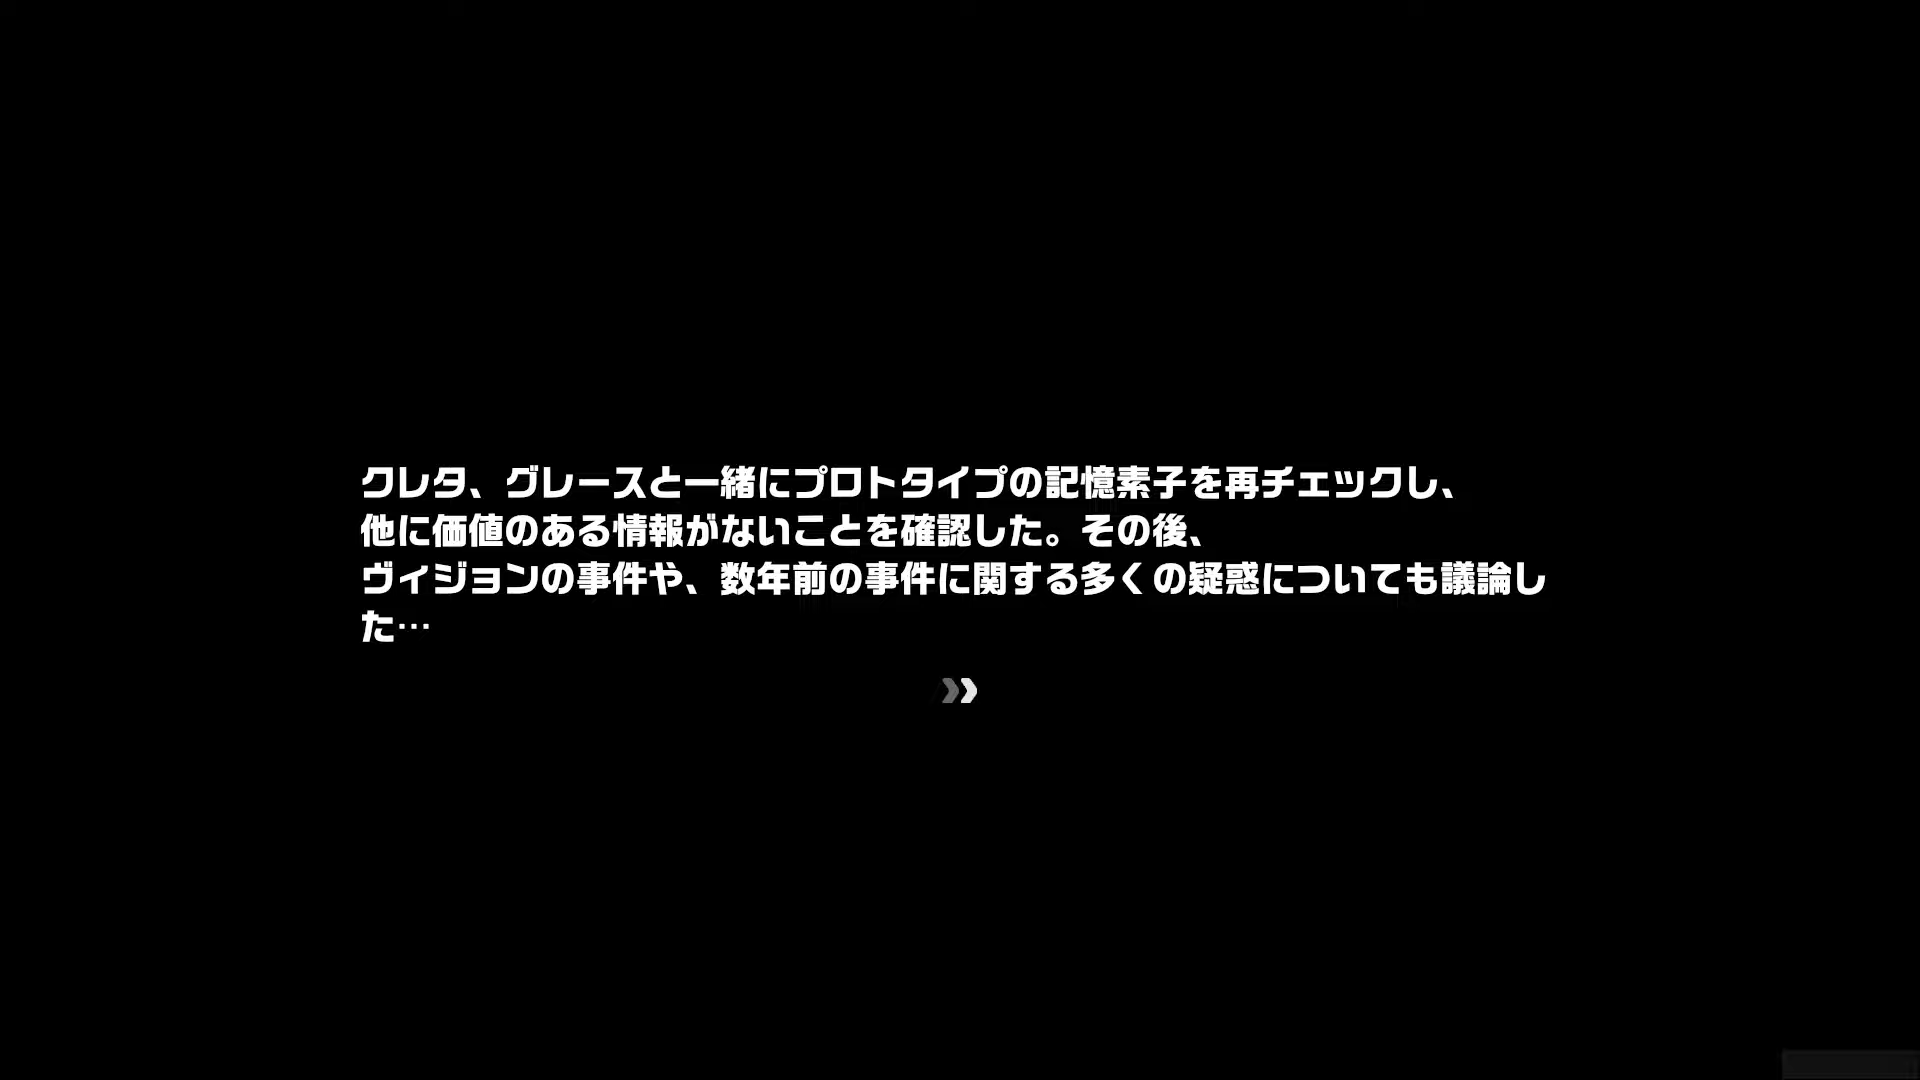 クレタ、グレースと一緒にプロトタイプの記憶素子を再チェックし、
他に価値のある情報がないことを確認した。その後、
ヴィジョンの事件や、数年前の事件に関する多くの疑惑についても議論し
た…